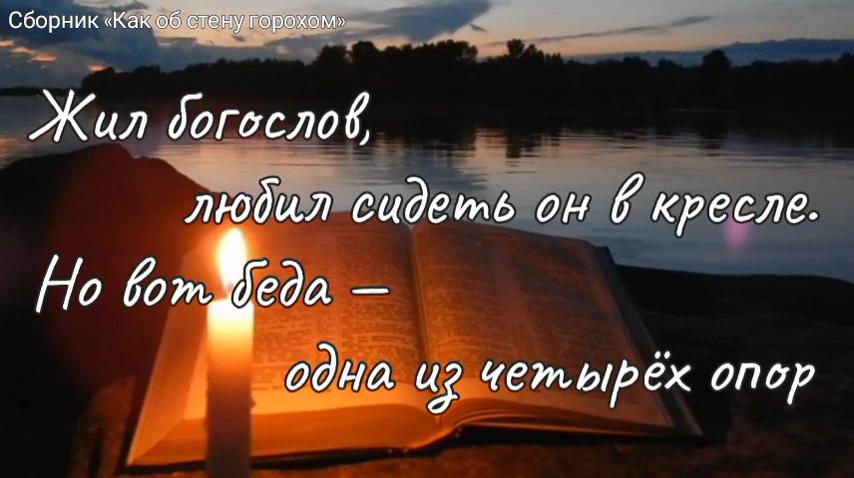 Сборник «Как об стену горохом»
Жил богослов,
любил сидеть он в кресле.
Но вот беда –
одна из четырёх опор